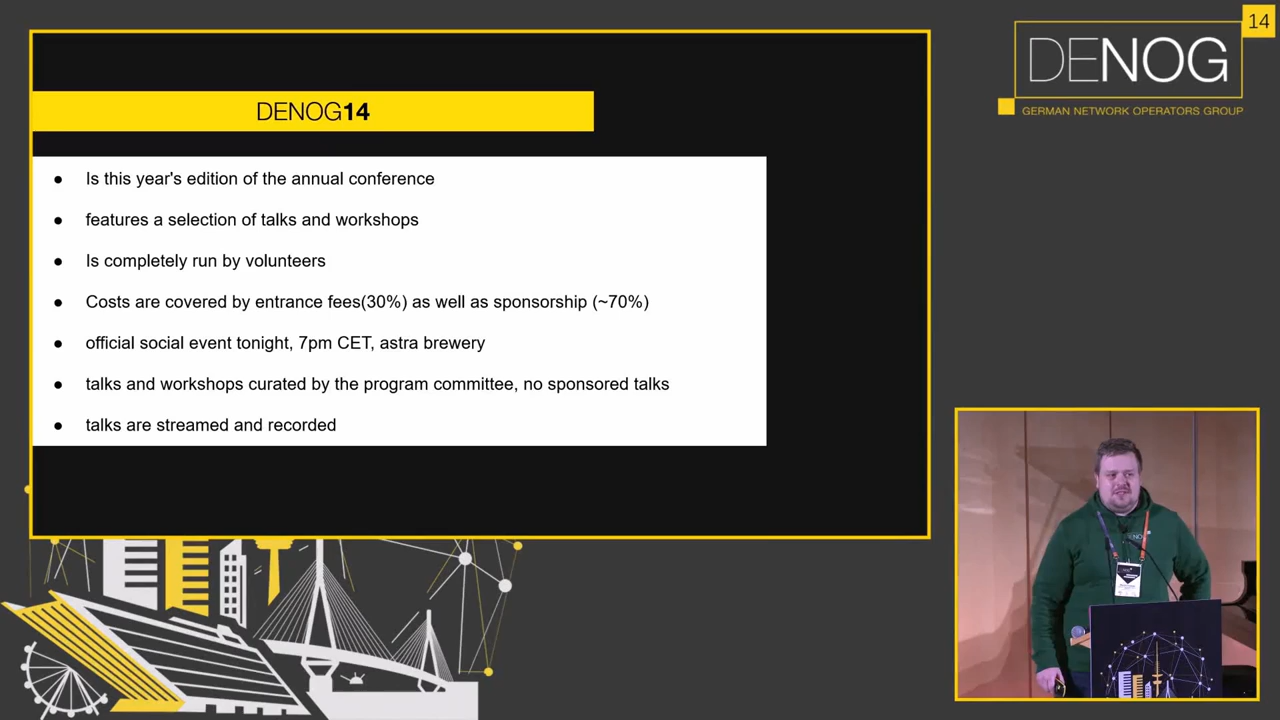 14
DENOG
GERMAN NETWORK OPERATORS GROUP
DENOG14
● Is this year's edition of the annual conference
● features a selection of talks and workshops
● Is completely run by volunteers
● Costs are covered by entrance fees(30%) as well as sponsorship (~70%)
● official social event tonight, 7pm CET, astra brewery
● talks and workshops curated by the program committee, no sponsored talks
● talks are streamed and recorded